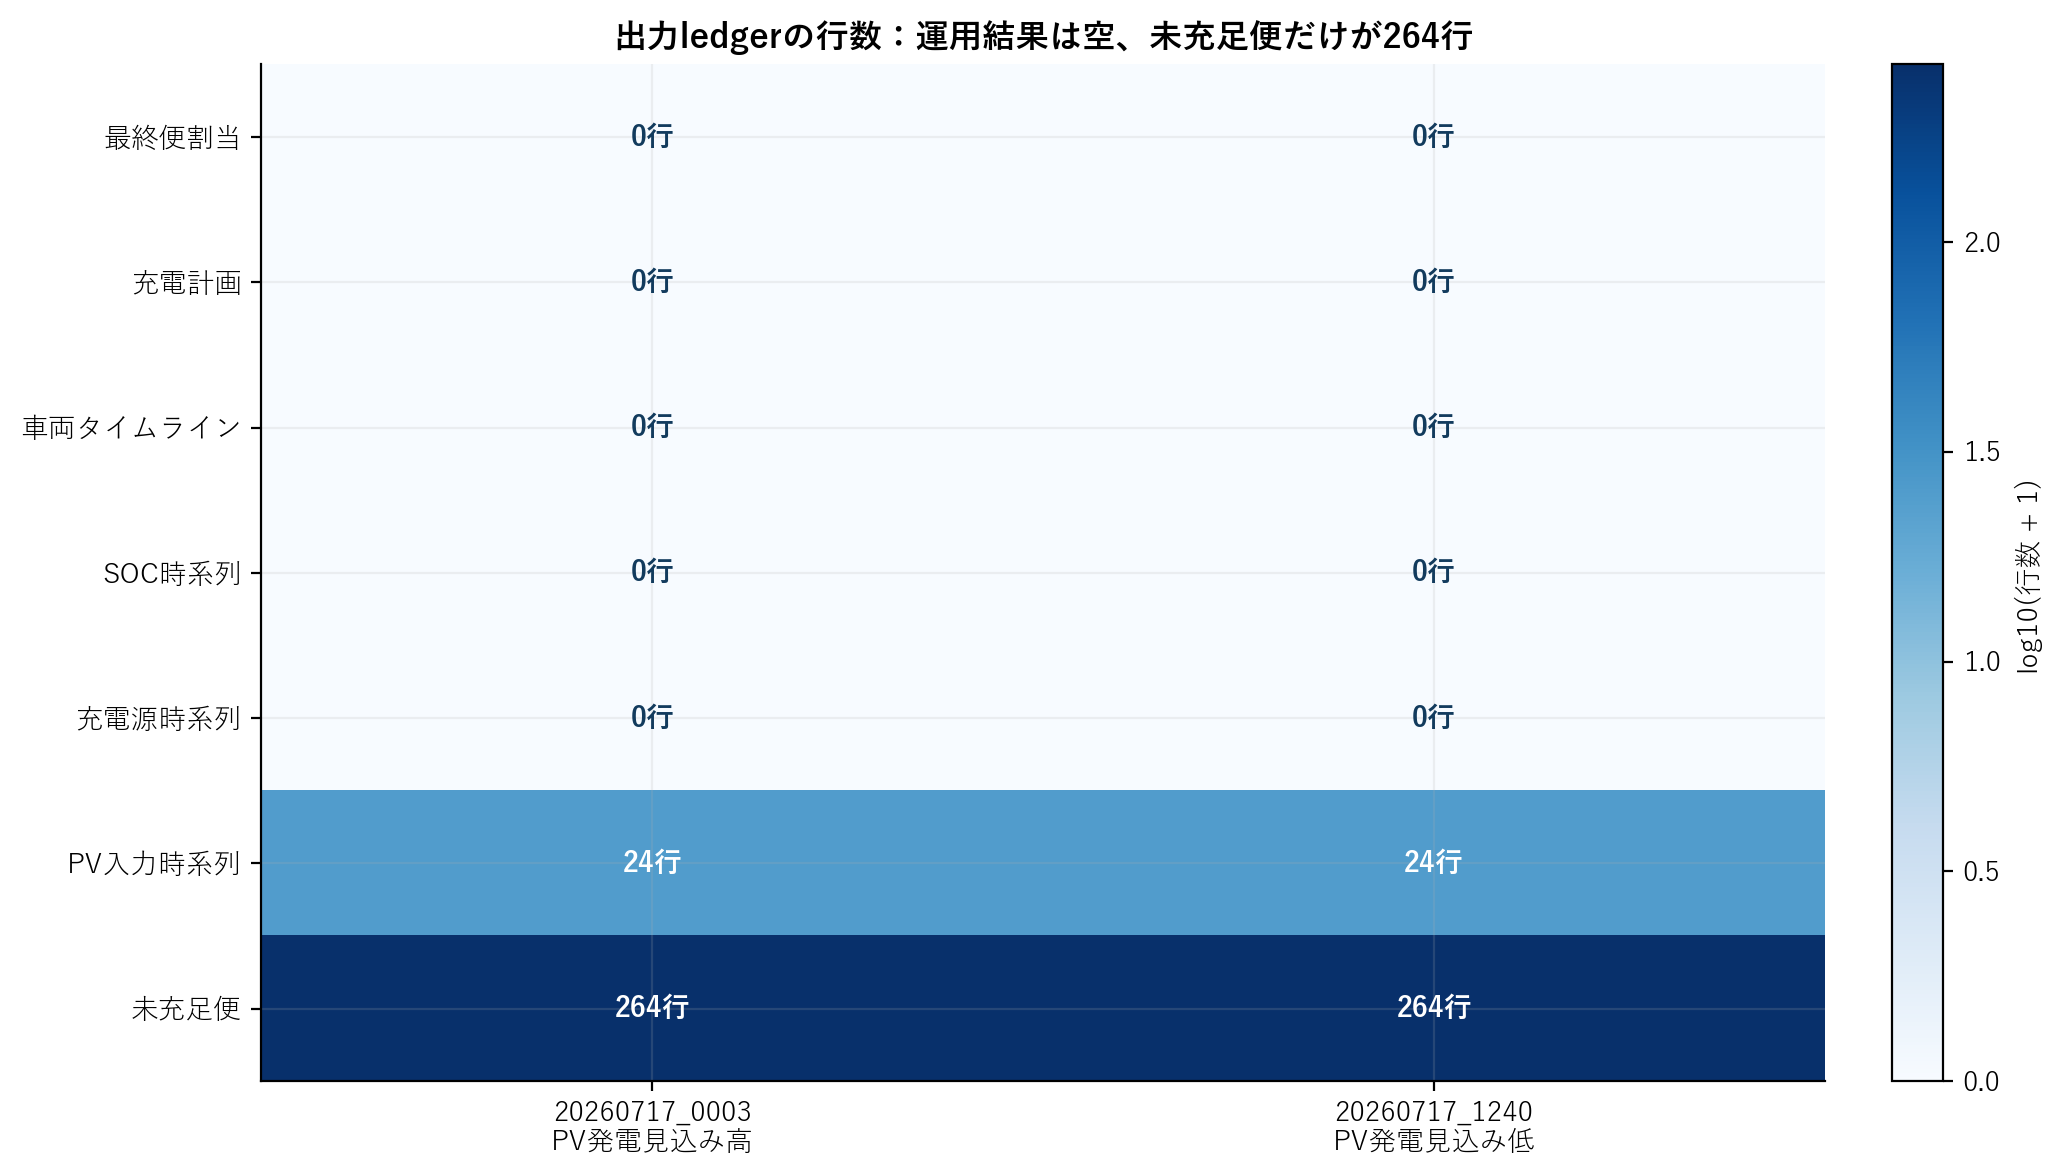 出力ledgerの行数：運用結果は空、未充足便だけが264行
最終便割当
0行
0行
充電計画
0行
0行
車両タイムライン
0行
0行
SOC時系列
0行
0行
充電源時系列
0行
0行
PV入力時系列
24行
24行
未充足便
264行
264行
20260717_0003
PV発電見込み高
20260717_1240
PV発電見込み低
2.0
1.5
1.0
0.5
0.0
log10(行数 + 1)